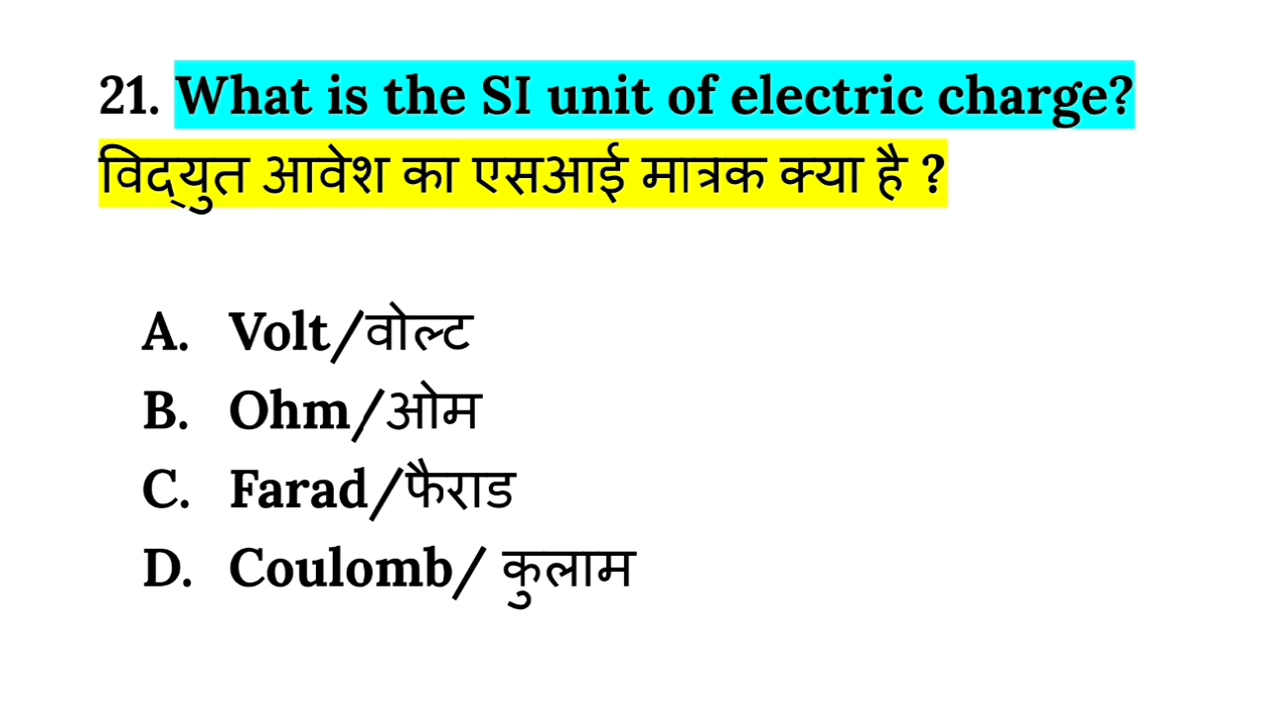 21. What is the SI unit of electric charge?
विद्युत आवेश का एसआई मात्रक क्या है ?
A. Volt/वोल्ट
B. Ohm/ओम
C. Farad/फैराड
D. Coulomb/ कुलाम